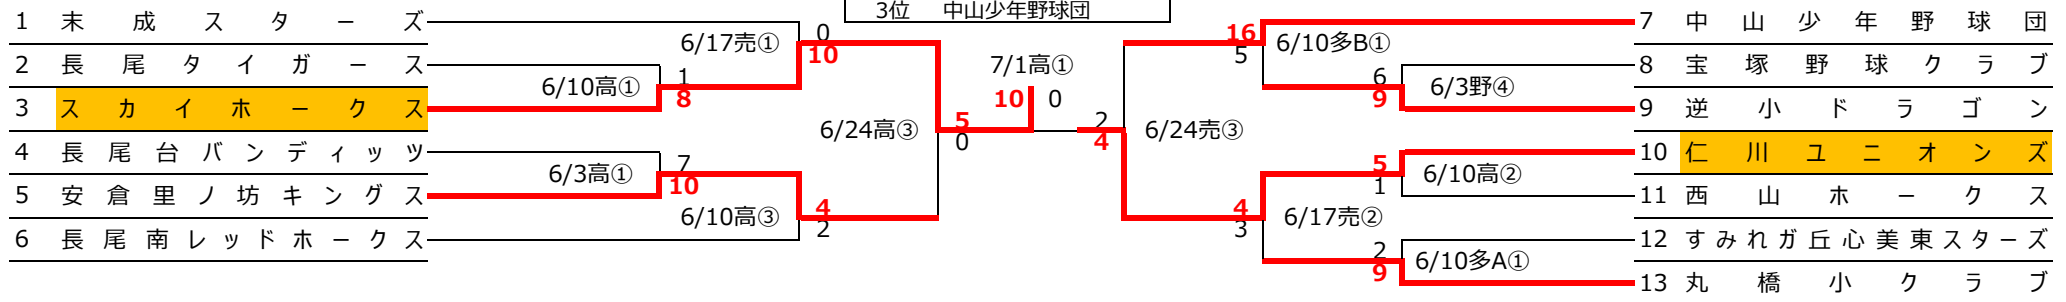 3位 中山少年野球団
1 末成スターズ
2 長尾タイガース
3 スカイホークス
4 長尾台バンディッツ
5 安倉里ノ坊キングス
6 長尾南レッドホークス
6/17売①
0
10
6/10高①
1
8
6/3高①
7
10
6/10高③
4
2
6/24高③
5
0
7/1高①
10 0
2
4
6/24売③
16
5
6/10多B①
6
9
6/3野④
5
1
6/10高②
4
3
6/17売②
2
9
6/10多A①
7 中山少年野球団
8 宝塚野球クラブ
9 逆小ドラゴン
10 仁川ユニオンズ
11 西山ホークス
12 すみれガ丘心美東スターズ
13 丸橋小クラブ